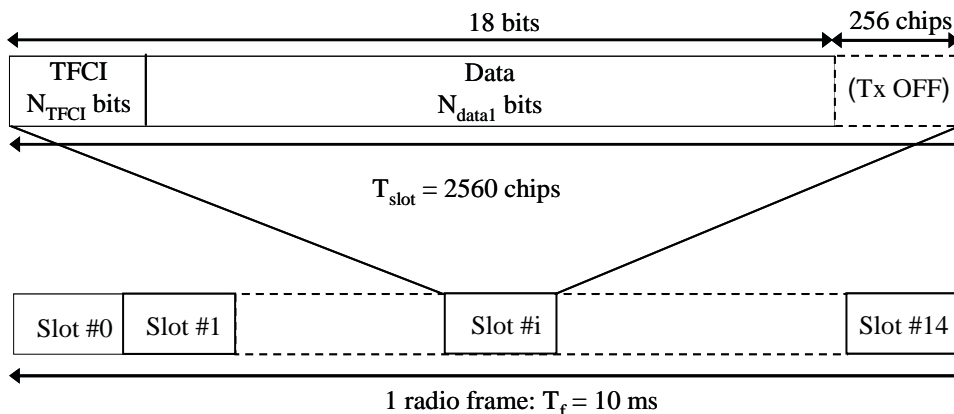 18 bits
256 chips
TFCI
N_TFCI bits
Data
N_data1 bits
(Tx OFF)
T_slot = 2560 chips
Slot #0
Slot #1
Slot #i
Slot #14
1 radio frame: T_f = 10 ms